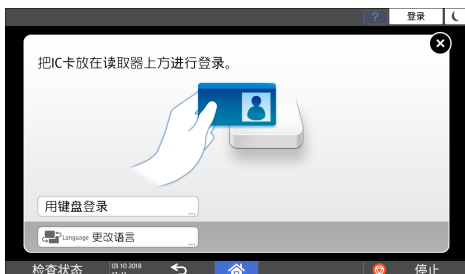 ? 登录
把IC卡放在读取器上方进行登录。
用键盘登录
...
Language 更改语言
...
检查状态 03 10 2018 停止